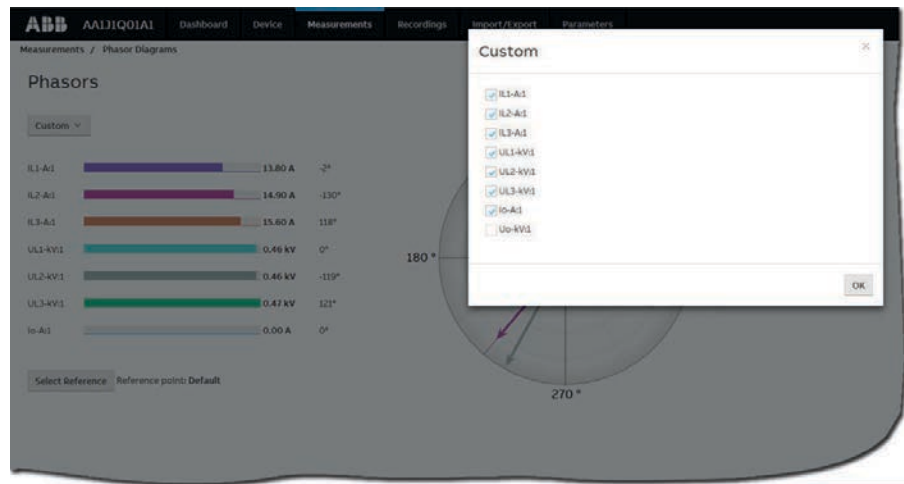 ABB AA1J1Q01A1 Dashboard Device Measurements Recordings Import/Export Parameters
Measurements / Phasor Diagrams
Phasors
Custom
IL1-A:1 13.80 A -2°
IL2-A:1 14.90 A -130°
IL3-A:1 15.60 A 118°
UL1-kV:1 0.46 kV 0°
UL2-kV:1 0.46 kV -119°
UL3-kV:1 0.47 kV 121°
Io-A:1 0.00 A 0°
Select Reference Reference point: Default
180 °
270 °
Custom ×
IL1-A:1
IL2-A:1
IL3-A:1
UL1-kV:1
UL2-kV:1
UL3-kV:1
Io-A:1
Uo-kV:1
OK